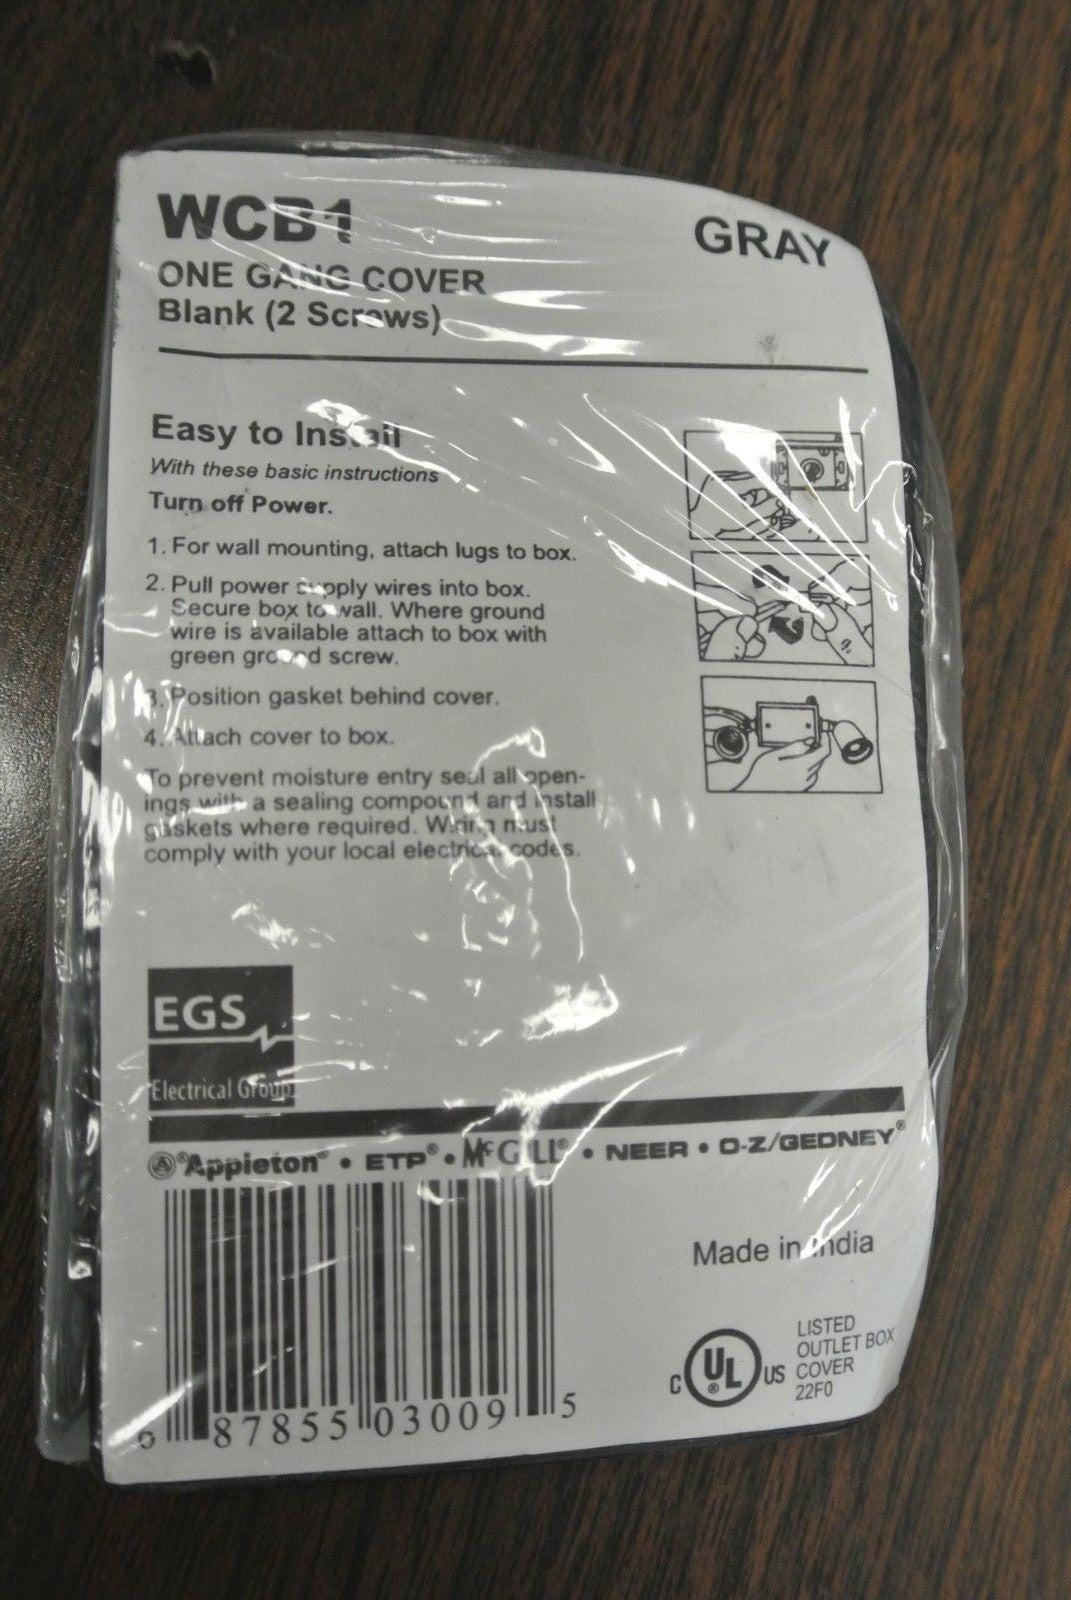 WCB1
GRAY
ONE GANG COVER
Blank (2 Screws)
Easy to Install
With these basic instructions
Turn off Power.
1. For wall mounting, attach lugs to box.
2. Pull power supply wires into box.
Secure box to wall. Where ground
wire is available attach to box with
green ground screw.
3. Position gasket behind cover.
4. Attach cover to box.
To prevent moisture entry seal all open-
ings with a sealing compound and install
gaskets where required. Wiring must
comply with your local electrical codes.
EGS
Electrical Group
A®Appleton® • ETP® • McGILL® • NEER • O-Z/GEDNEY®
Made in India
C UL® US
LISTED
OUTLET BOX
COVER
22F0
6 87855 03009 5